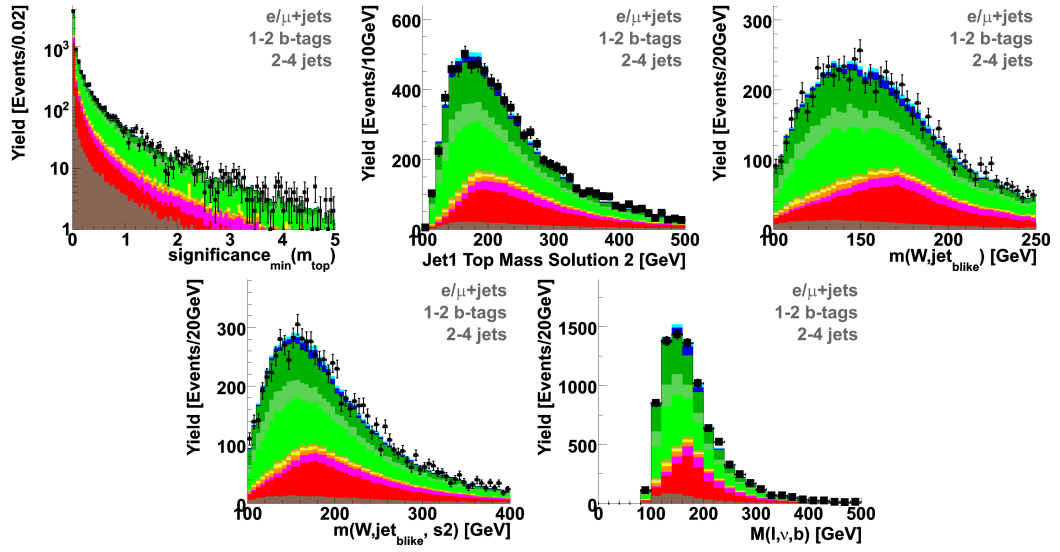 Yield [Events/0.02]
10³
10²
10
1
e/μ+jets
1-2 b-tags
2-4 jets
0 1 2 3 4 5
significance_min(m_top)
Yield [Events/10GeV]
600
400
200
0
e/μ+jets
1-2 b-tags
2-4 jets
100 200 300 400 500
Jet1 Top Mass Solution 2 [GeV]
Yield [Events/20GeV]
300
200
100
e/μ+jets
1-2 b-tags
2-4 jets
100 150 200 250
m(W,jet_blike) [GeV]
Yield [Events/20GeV]
300
200
100
0
e/μ+jets
1-2 b-tags
2-4 jets
100 200 300 400
m(W,jet_blike, s2) [GeV]
Yield [Events/20GeV]
1500
1000
500
0
e/μ+jets
1-2 b-tags
2-4 jets
0 100 200 300 400 500
M(l,ν,b) [GeV]